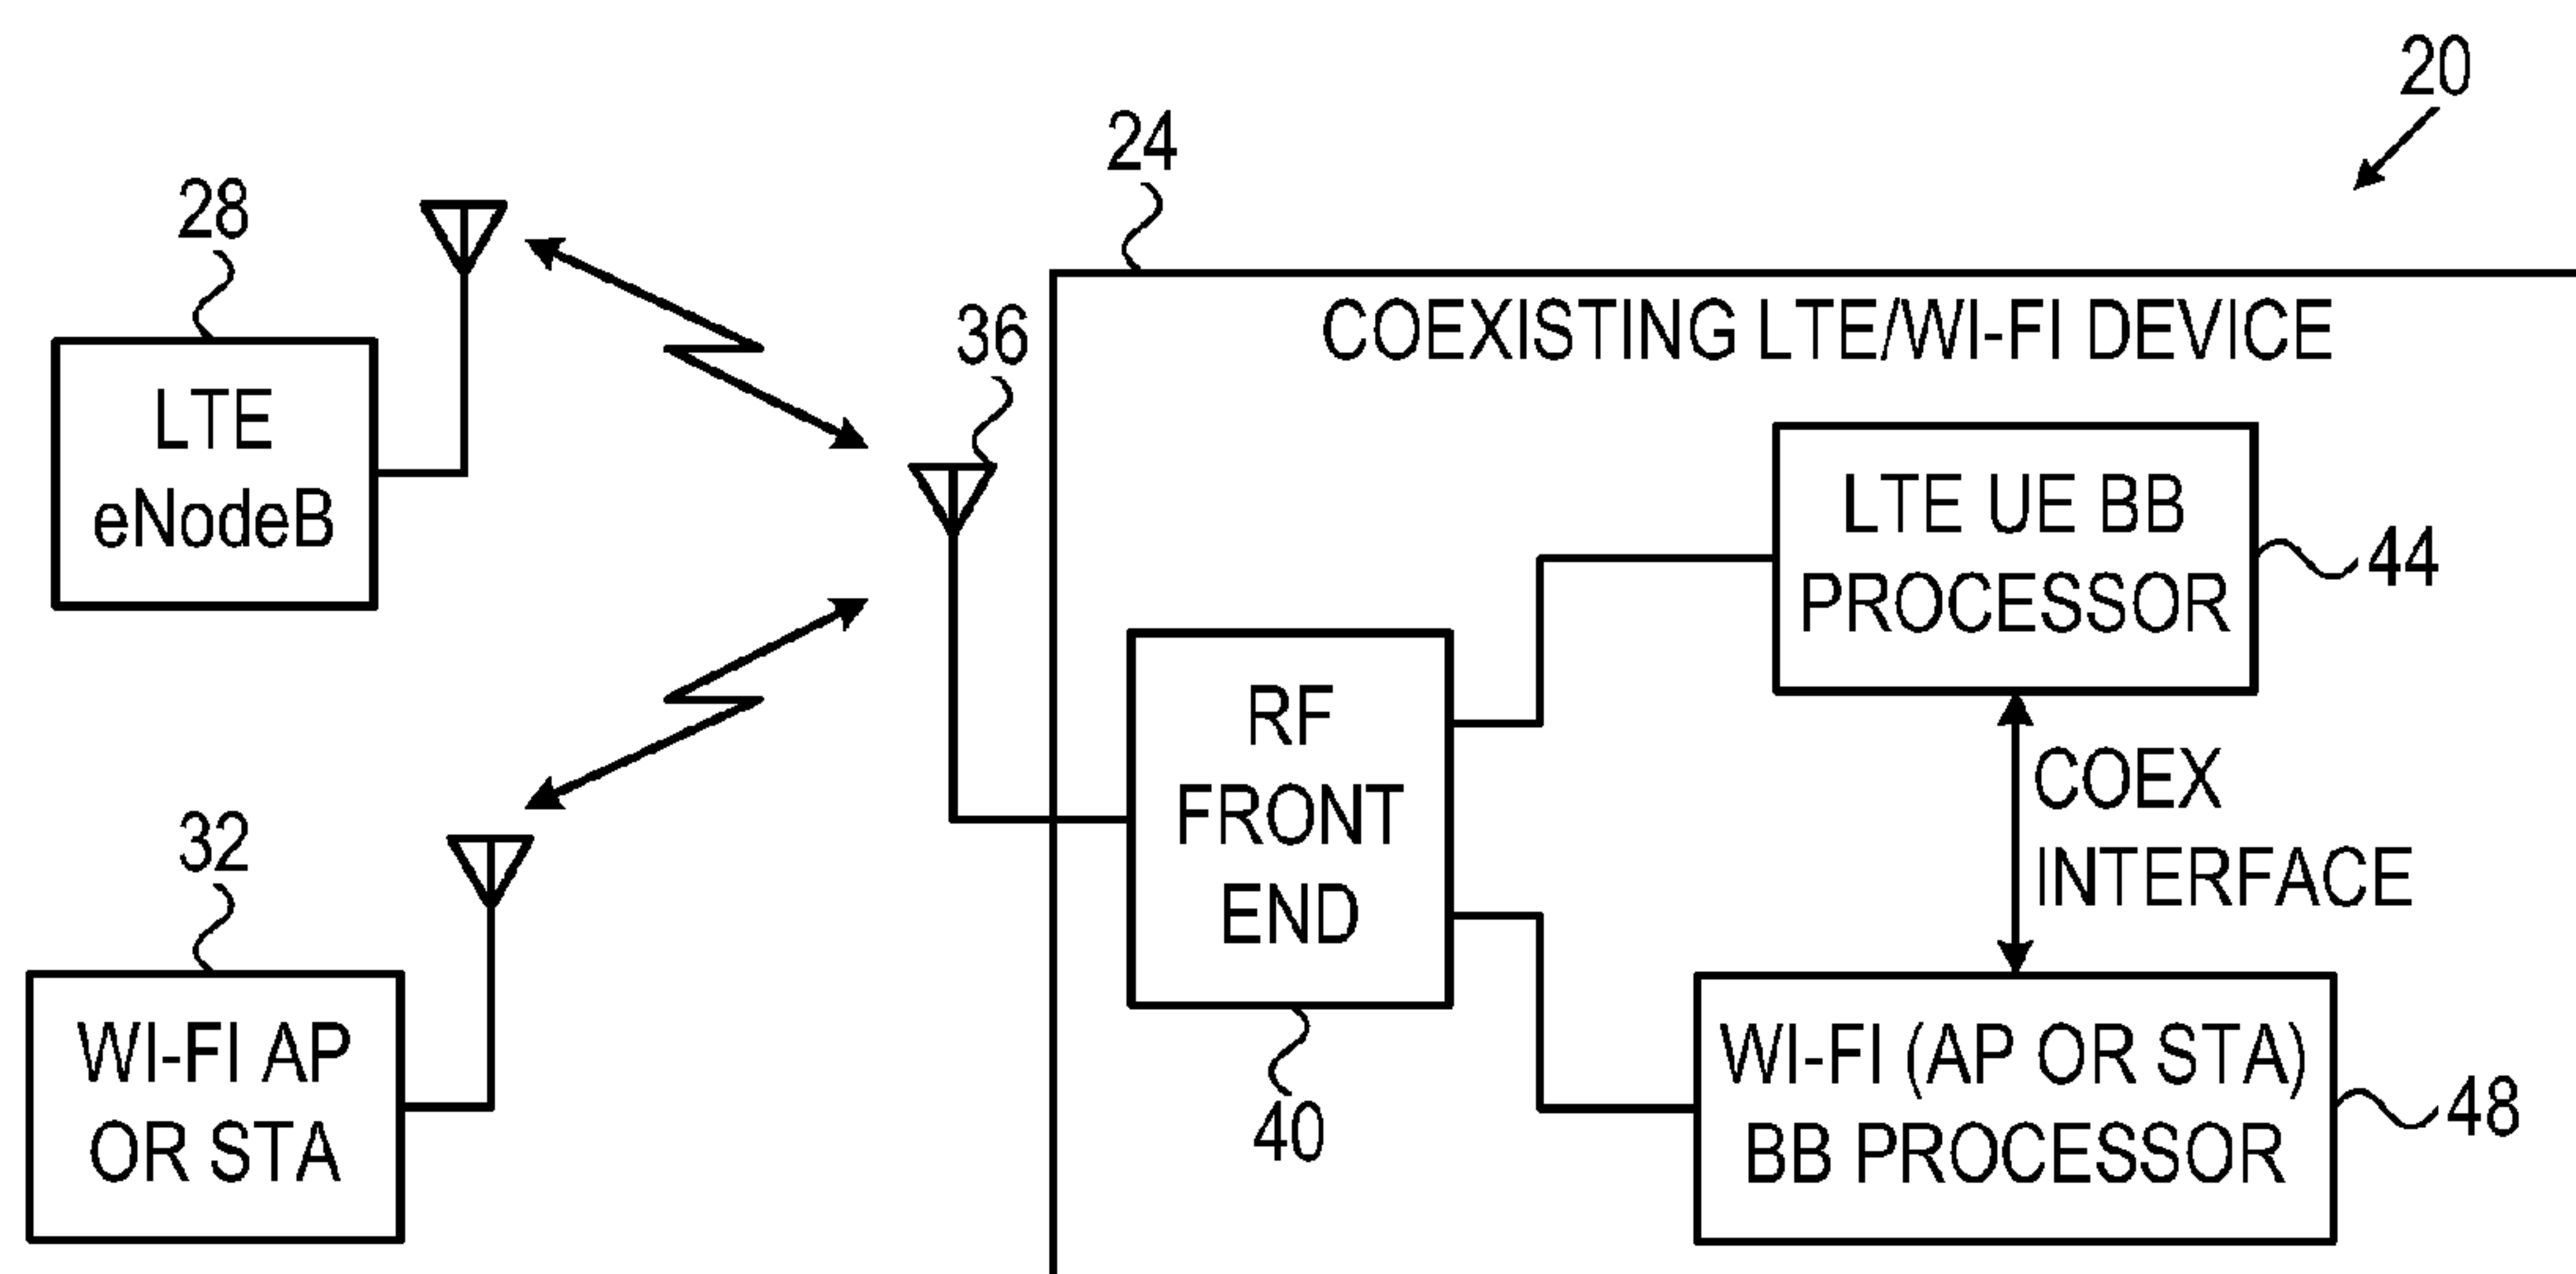 20
24
28
36
COEXISTING LTE/WI-FI DEVICE
LTE
eNodeB
LTE UE BB
PROCESSOR
44
RF
FRONT
END
COEX
INTERFACE
32
WI-FI AP
OR STA
40
WI-FI (AP OR STA)
BB PROCESSOR
48